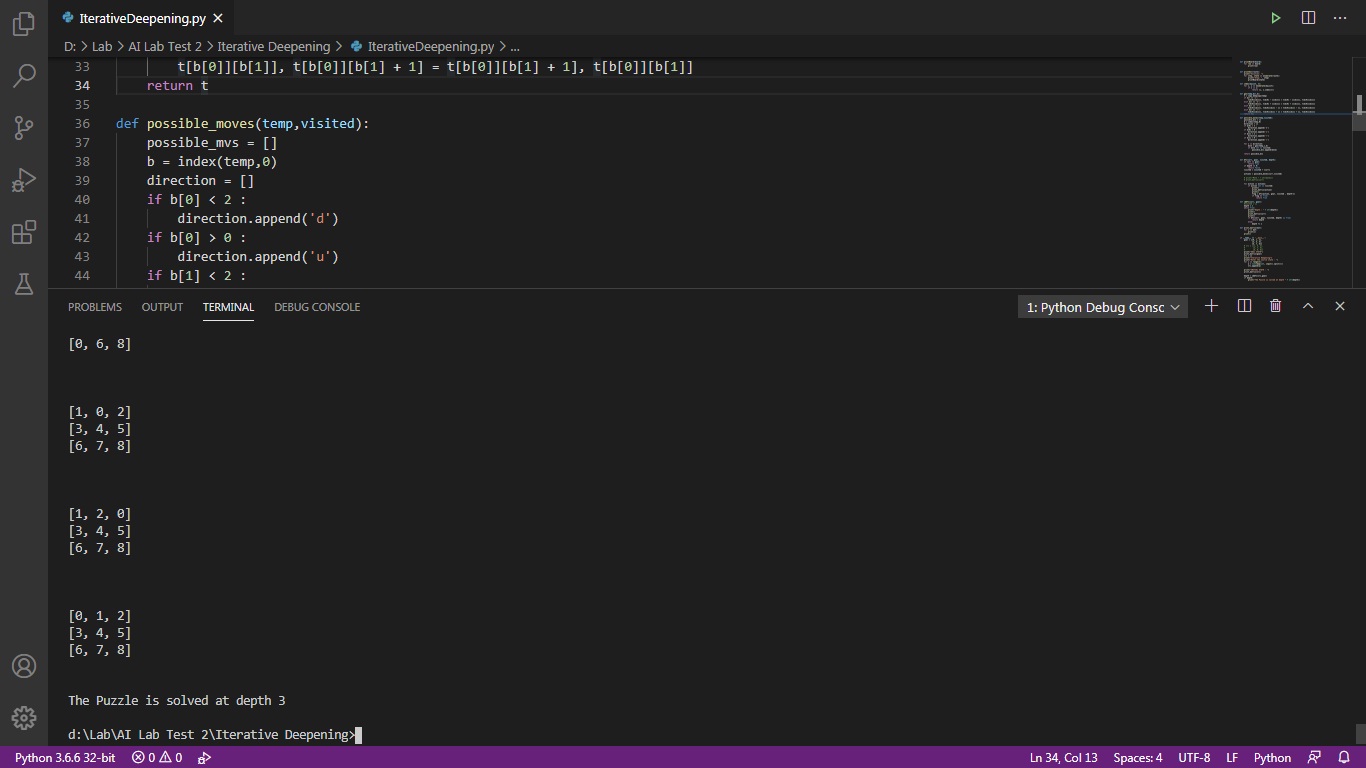 IterativeDeepening.py
D: > Lab > AI Lab Test 2 > Iterative Deepening > IterativeDeepening.py > ...
33 t[b[0]][b[1]], t[b[0]][b[1] + 1] = t[b[0]][b[1] + 1], t[b[0]][b[1]]
34 return t
35
36 def possible_moves(temp,visited):
37 possible_mvs = []
38 b = index(temp,0)
39 direction = []
40 if b[0] < 2 :
41 direction.append('d')
42 if b[0] > 0 :
43 direction.append('u')
44 if b[1] < 2 :
PROBLEMS OUTPUT TERMINAL DEBUG CONSOLE 1: Python Debug Consc
[0, 6, 8]
[1, 0, 2]
[3, 4, 5]
[6, 7, 8]
[1, 2, 0]
[3, 4, 5]
[6, 7, 8]
[0, 1, 2]
[3, 4, 5]
[6, 7, 8]
The Puzzle is solved at depth 3
d:\Lab\AI Lab Test 2\Iterative Deepening>
Python 3.6.6 32-bit 0 0 Ln 34, Col 13 Spaces: 4 UTF-8 LF Python